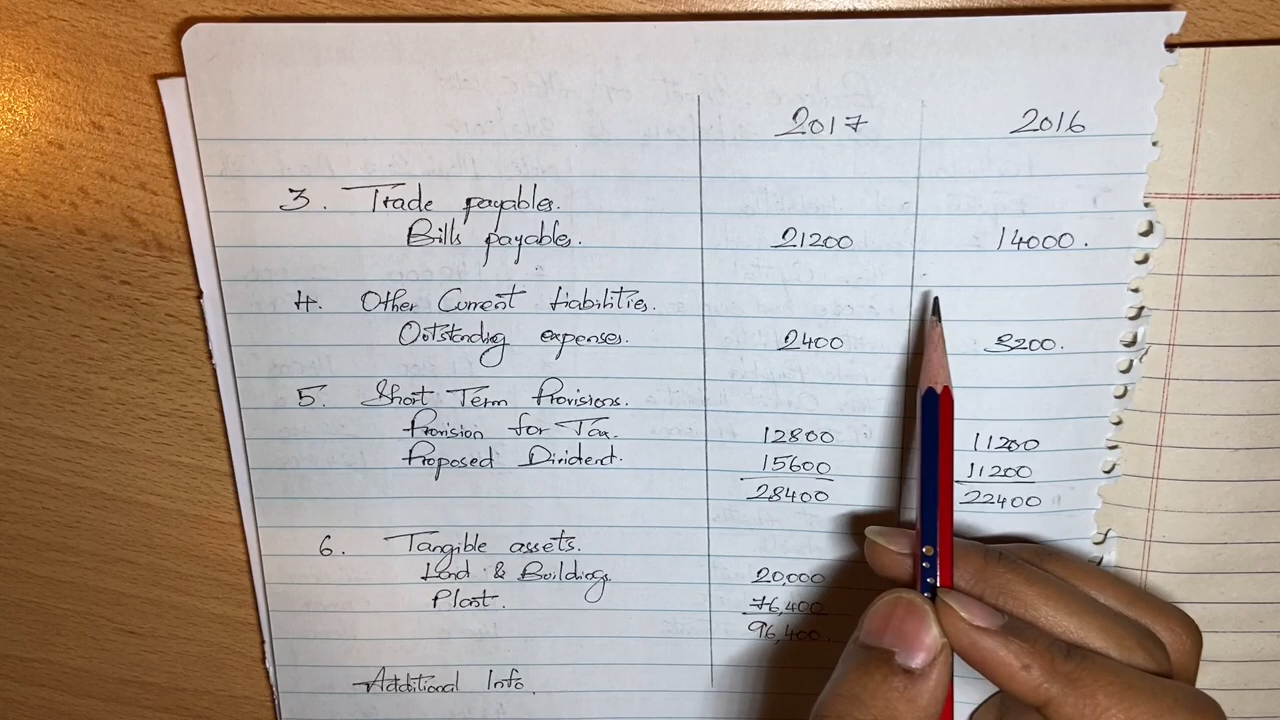 2017 2016
3. Trade payables.
Bills payables. 21200 14000.
4. Other Current Liabilities.
Outstanding expenses. 2400 3200.
5. Short Term Provisions.
Provision for Tax. 12800 11200
Proposed Dividend. 15600 11200
28400 22400
6. Tangible assets.
Land & Buildings 20,000
Plant. 76,400
96,400.
Additional Info.